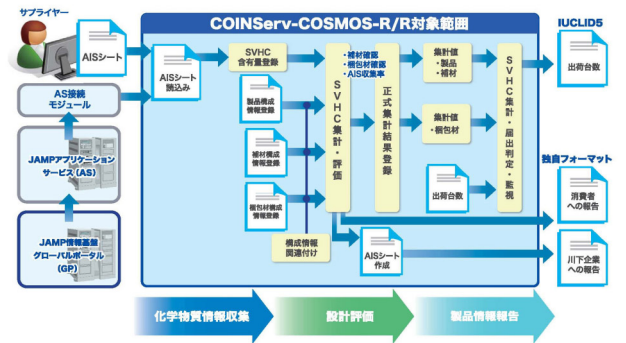 COINServ-COSMOS-R/R対象範囲
サプライヤー
AISシート
AS接続
モジュール
JAMPアプリケーション
サービス(AS)
JAMP情報基盤
グローバルポータル
(GP)
AISシート
読込み
SVHC
含有量登録
製品構成
情報登録
補材構成
情報登録
梱包材構成
情報登録
構成情報
関連付け
SVHC集計・評価
・補材確認
・梱包材確認
・AIS収集率
正式集計結果登録
集計値
・製品
・補材
集計値
・梱包材
出荷台数
AISシート
作成
SVHC集計・届出判定・監視
IUCLID5
出荷台数
独自フォーマット
消費者
への報告
川下企業
への報告
化学物質情報収集
設計評価
製品情報報告